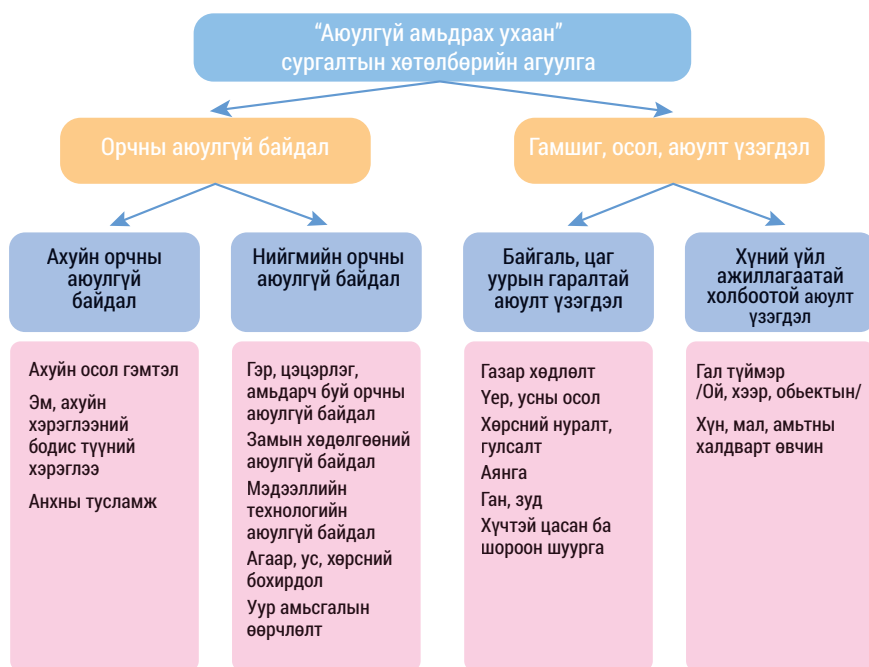 “Аюулгүй амьдрах ухаан”
сургалтын хөтөлбөрийн агуулга
Орчны аюулгүй байдал
Гамшиг, осол, аюулт үзэгдэл
Ахуйн орчны
аюулгүй
байдал
Нийгмийн орчны
аюулгүй байдал
Байгаль, цаг
уурын гаралтай
аюулт үзэгдэл
Хүний үйл
ажиллагаатай
холбоотой аюулт
үзэгдэл
Ахуйн осол гэмтэл
Эм, ахуйн
хэрэглээний
бодис түүний
хэрэглээ
Анхны тусламж
Гэр, цэцэрлэг,
амьдарч буй орчны
аюулгүй байдал
Замын хөдөлгөөний
аюулгүй байдал
Мэдээллийн
технологийн
аюулгүй байдал
Агаар, ус, хөрсний
бохирдол
Уур амьсгалын
өөрчлөлт
Газар хөдлөлт
Үер, усны осол
Хөрсний нуралт,
гулсалт
Аянга
Ган, зуд
Хүчтэй цасан ба
шороон шуурга
Гал түймэр
/Ой, хээр, обьектын/
Хүн, мал, амьтны
халдварт өвчин